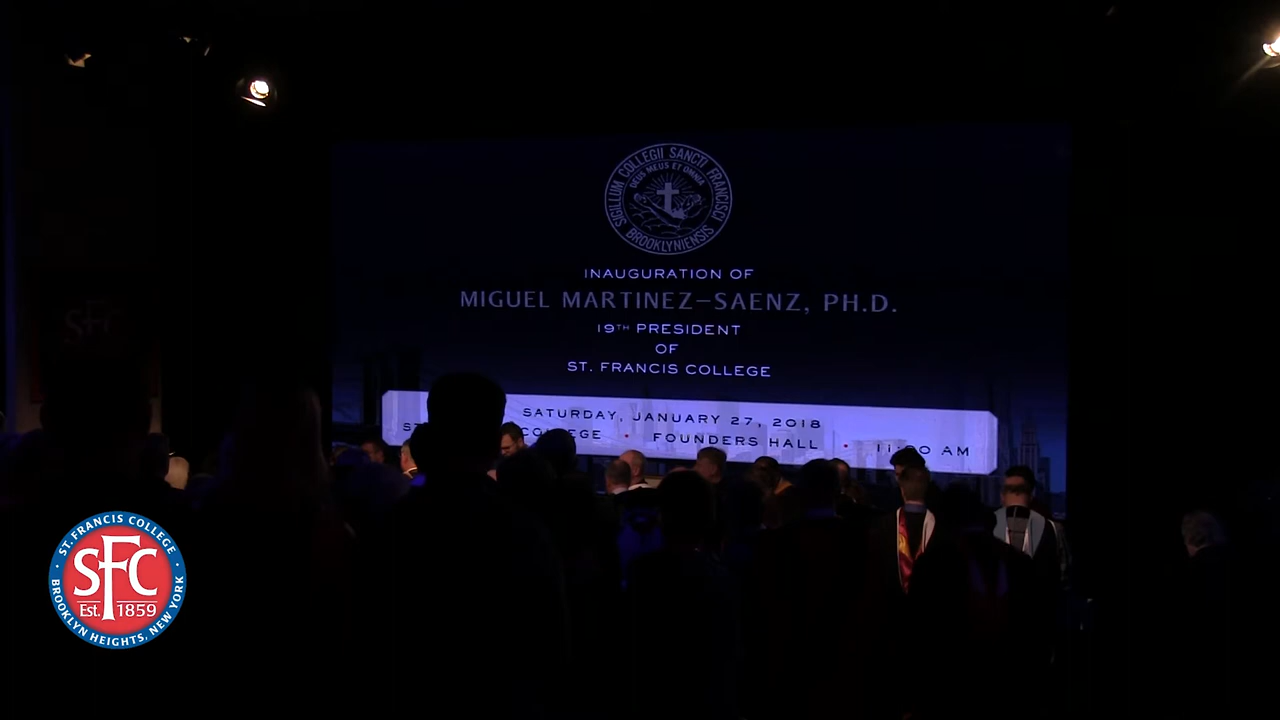 SIGILLUM COLLEGII SANCTI FRANCISCI
DEUS MEUS ET OMNIA
BROOKLYNIENSIS
INAUGURATION OF
MIGUEL MARTINEZ-SAENZ, PH.D.
19TH PRESIDENT
OF
ST. FRANCIS COLLEGE
SATURDAY, JANUARY 27, 2018
COLLEGE • FOUNDERS HALL • AM
SFC
ST. FRANCIS COLLEGE
SFC
Est. 1859
BROOKLYN HEIGHTS, NEW YORK